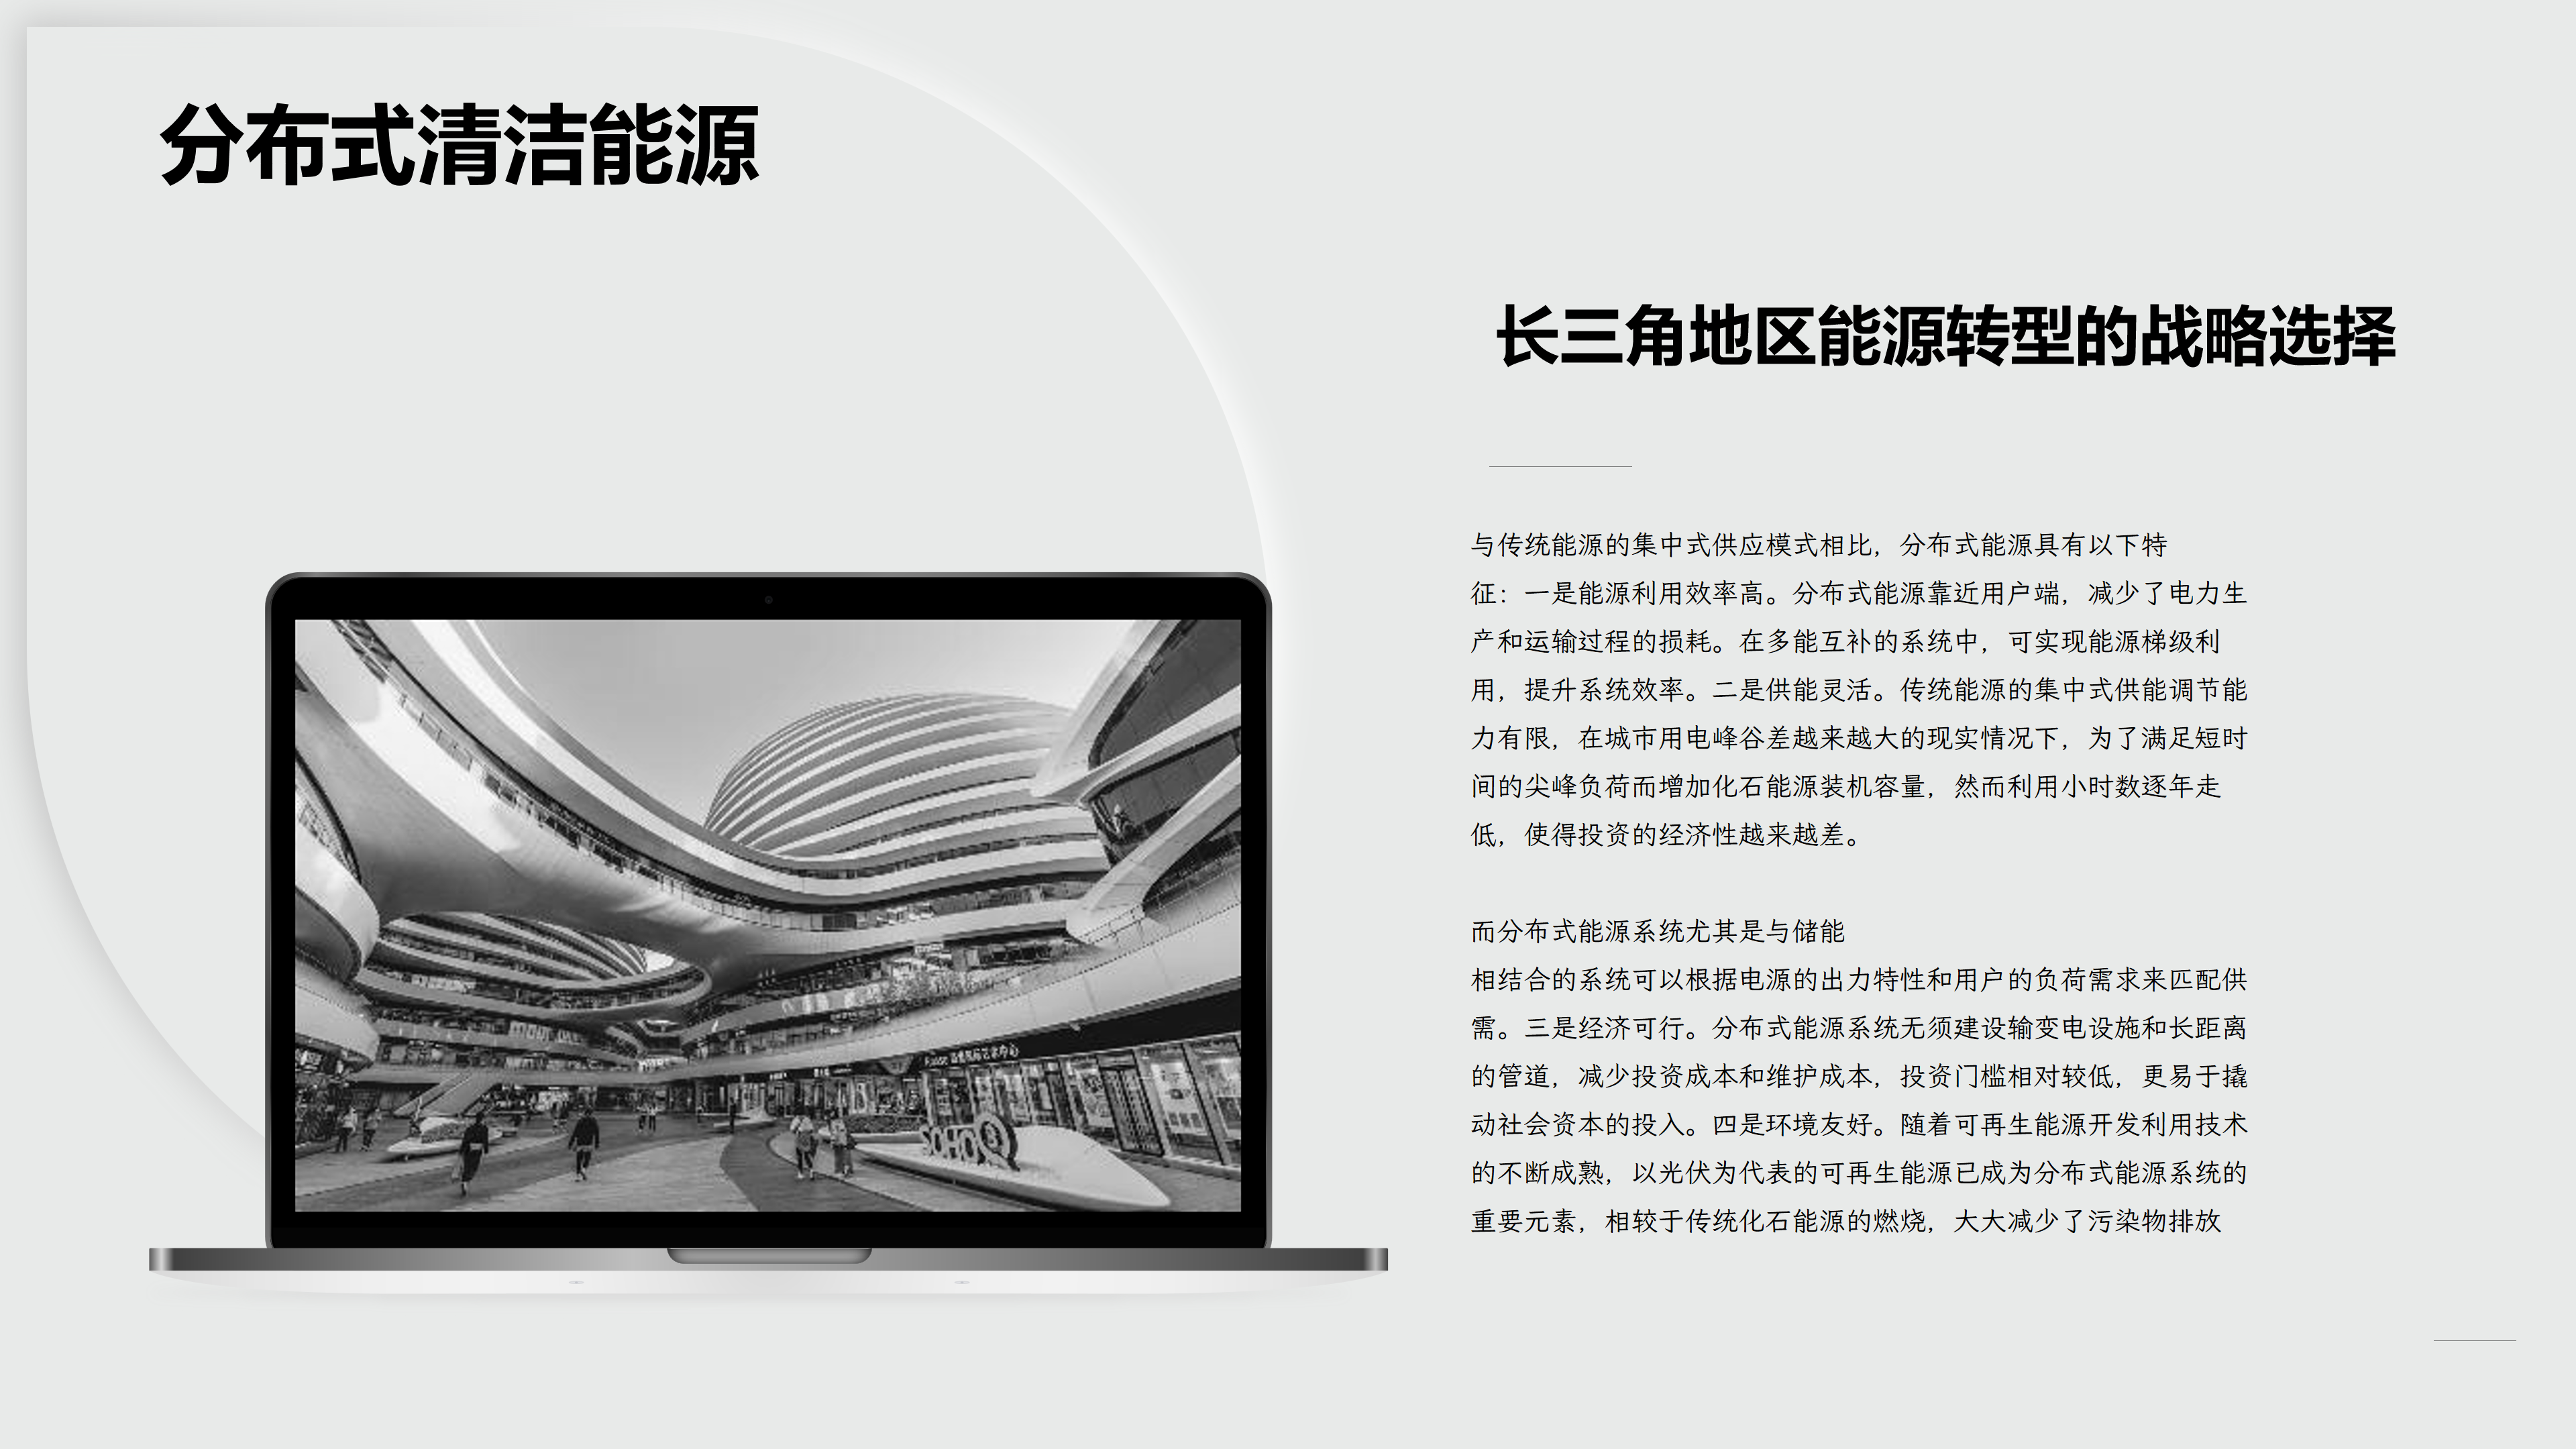 分布式清洁能源
长三角地区能源转型的战略选择
与传统能源的集中式供应模式相比，分布式能源具有以下特
征：一是能源利用效率高。分布式能源靠近用户端，减少了电力生
产和运输过程的损耗。在多能互补的系统中，可实现能源梯级利
用，提升系统效率。二是供能灵活。传统能源的集中式供能调节能
力有限，在城市用电峰谷差越来越大的现实情况下，为了满足短时
间的尖峰负荷而增加化石能源装机容量，然而利用小时数逐年走
低，使得投资的经济性越来越差。
而分布式能源系统尤其是与储能
相结合的系统可以根据电源的出力特性和用户的负荷需求来匹配供
需。三是经济可行。分布式能源系统无须建设输变电设施和长距离
的管道，减少投资成本和维护成本，投资门槛相对较低，更易于撬
动社会资本的投入。四是环境友好。随着可再生能源开发利用技术
的不断成熟，以光伏为代表的可再生能源已成为分布式能源系统的
重要元素，相较于传统化石能源的燃烧，大大减少了污染物排放
SOHO